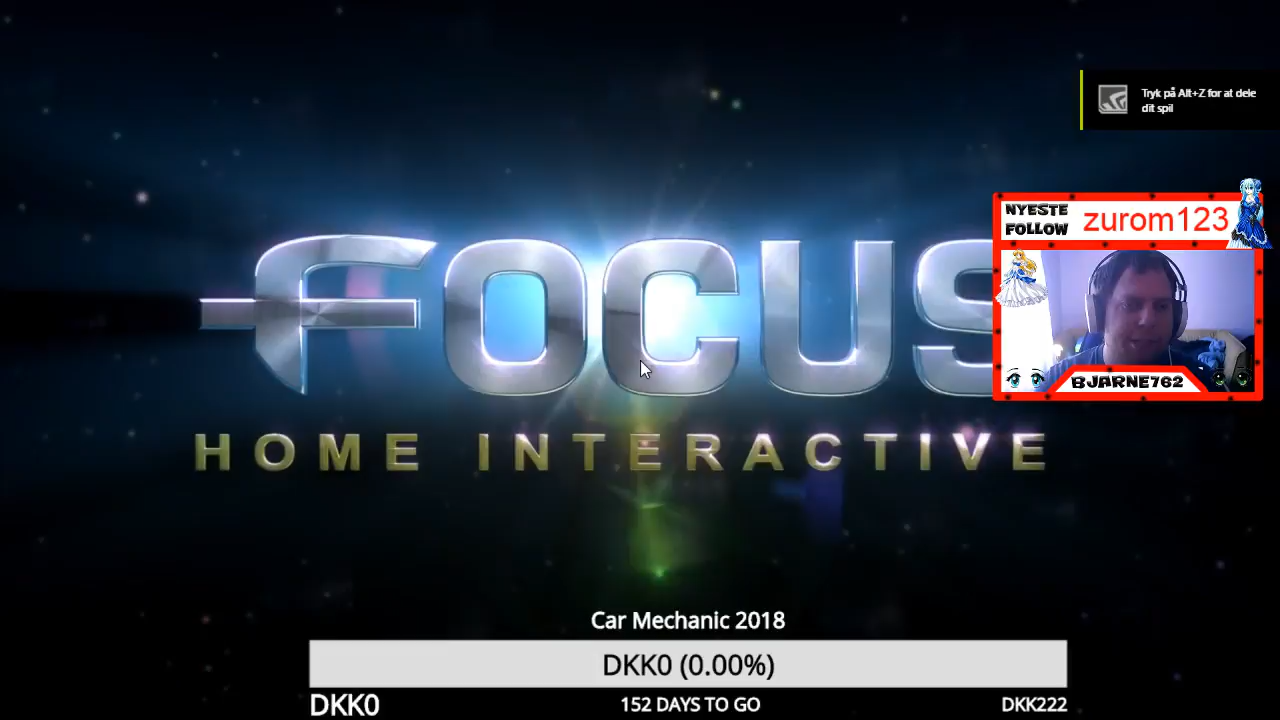 Tryk på Alt+Z for at dele
dit spil
NYESTE
FOLLOW
zurom123
BJARNE762
FOCUS
HOME INTERACTIVE
Car Mechanic 2018
DKK0 (0.00%)
DKK0
152 DAYS TO GO
DKK222